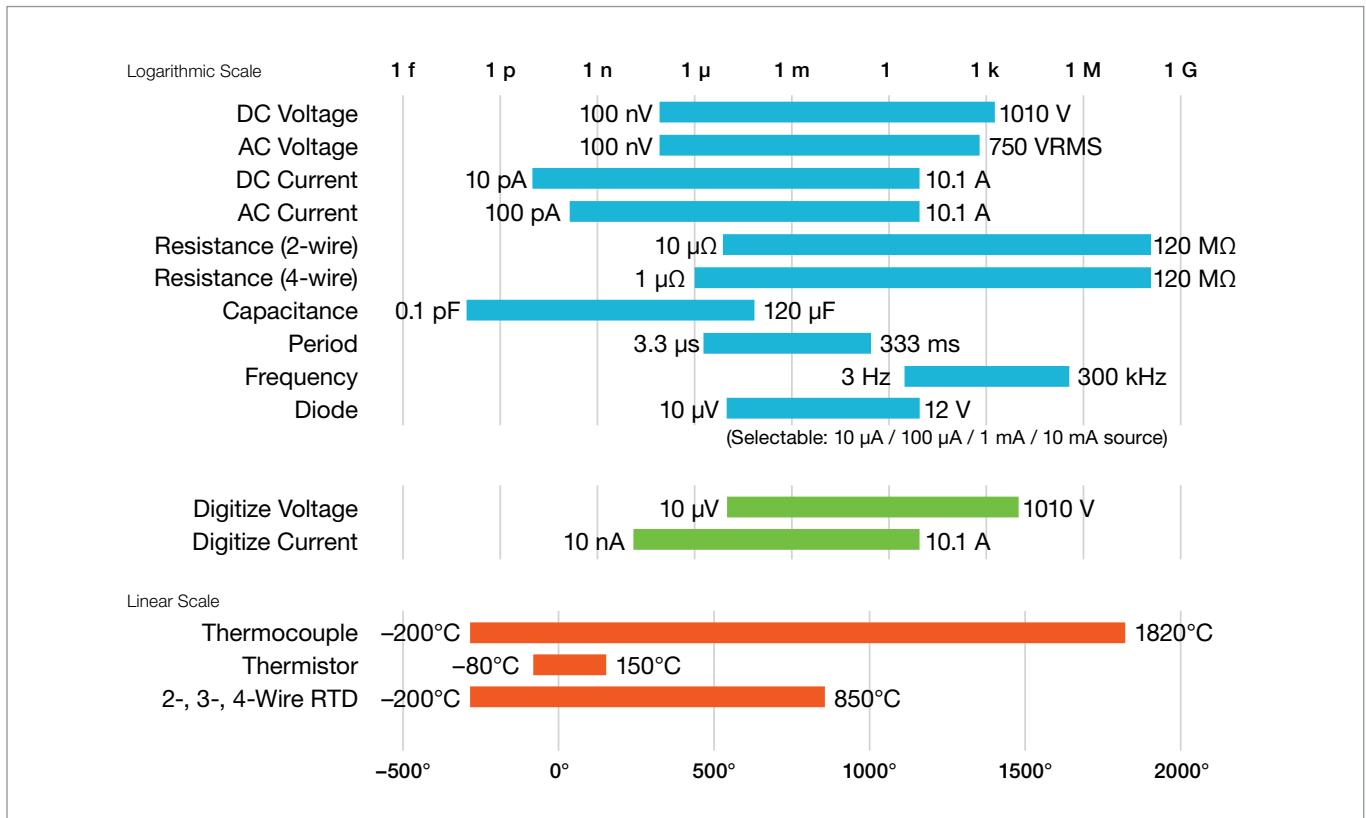 Logarithmic Scale 1 f 1 p 1 n 1 µ 1 m 1 1 k 1 M 1 G
DC Voltage 100 nV 1010 V
AC Voltage 100 nV 750 VRMS
DC Current 10 pA 10.1 A
AC Current 100 pA 10.1 A
Resistance (2-wire) 10 µΩ 120 MΩ
Resistance (4-wire) 1 µΩ 120 MΩ
Capacitance 0.1 pF 120 µF
Period 3.3 µs 333 ms
Frequency 3 Hz 300 kHz
Diode 10 µV 12 V
(Selectable: 10 µA / 100 µA / 1 mA / 10 mA source)
Digitize Voltage 10 µV 1010 V
Digitize Current 10 nA 10.1 A
Linear Scale
Thermocouple –200°C 1820°C
Thermistor –80°C 150°C
2-, 3-, 4-Wire RTD –200°C 850°C
–500° 0° 500° 1000° 1500° 2000°